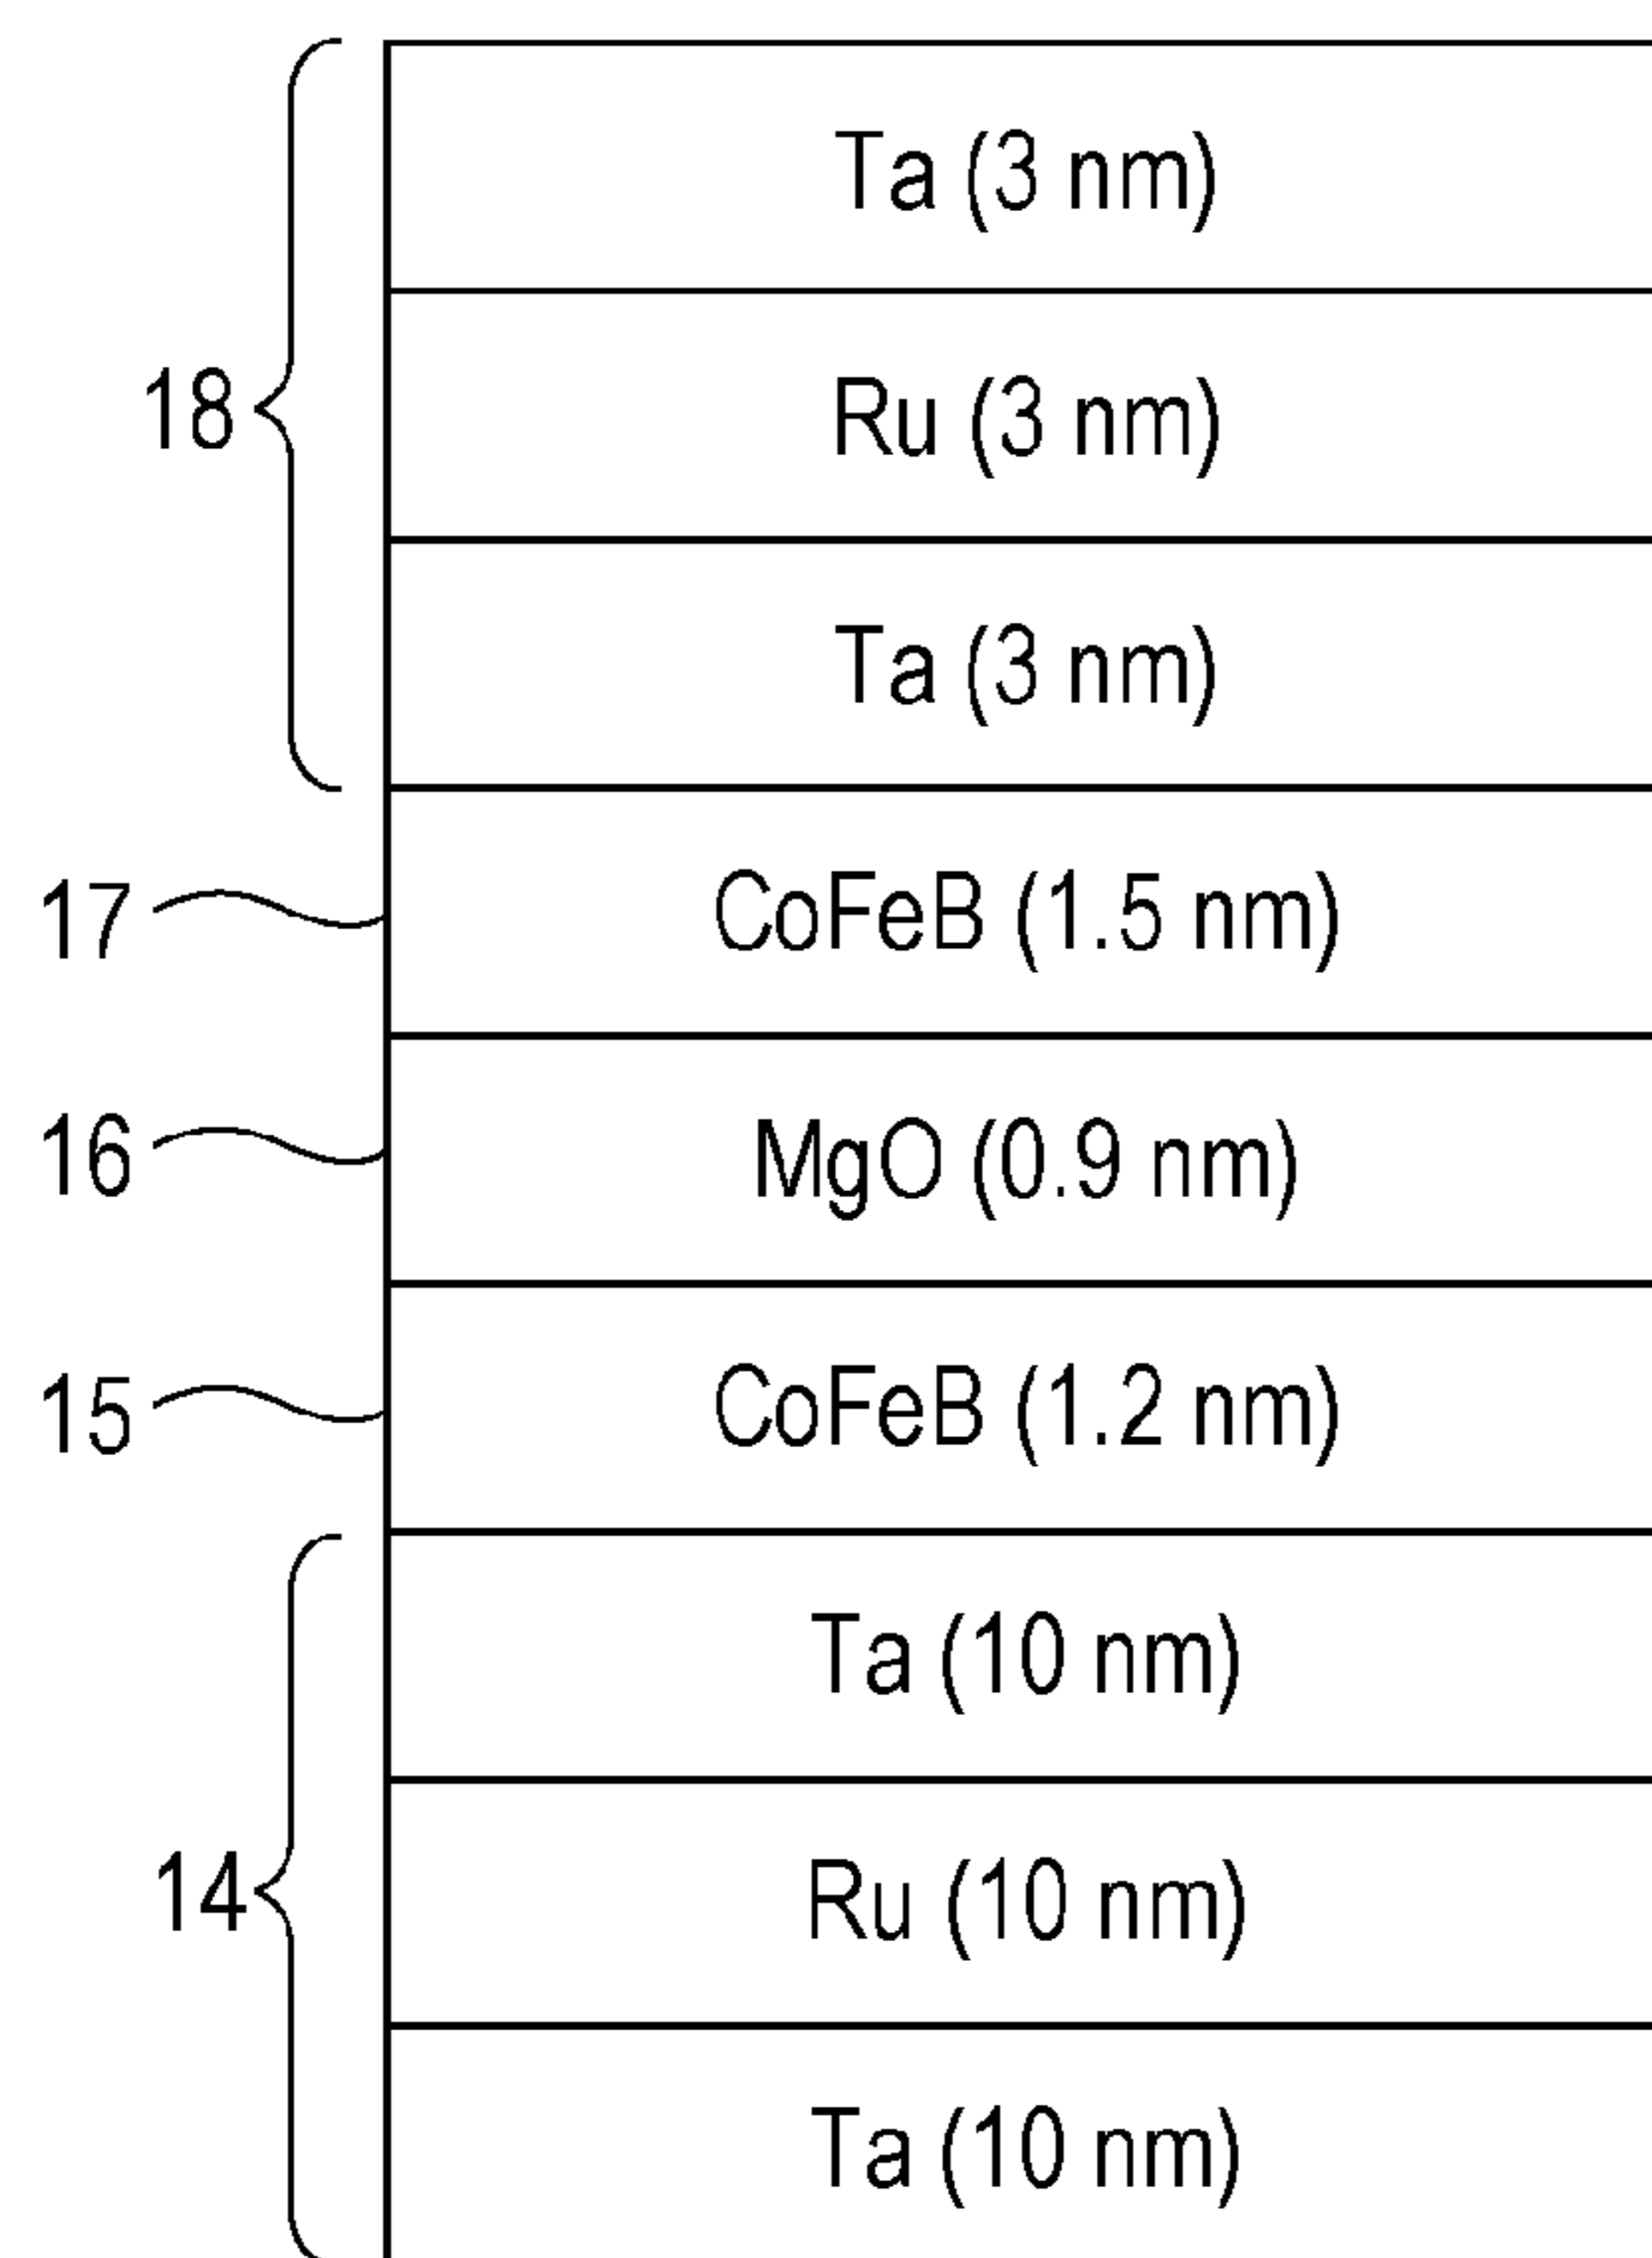 Ta (3 nm)
18
Ru (3 nm)
Ta (3 nm)
17
CoFeB (1.5 nm)
16
MgO (0.9 nm)
15
CoFeB (1.2 nm)
Ta (10 nm)
14
Ru (10 nm)
Ta (10 nm)